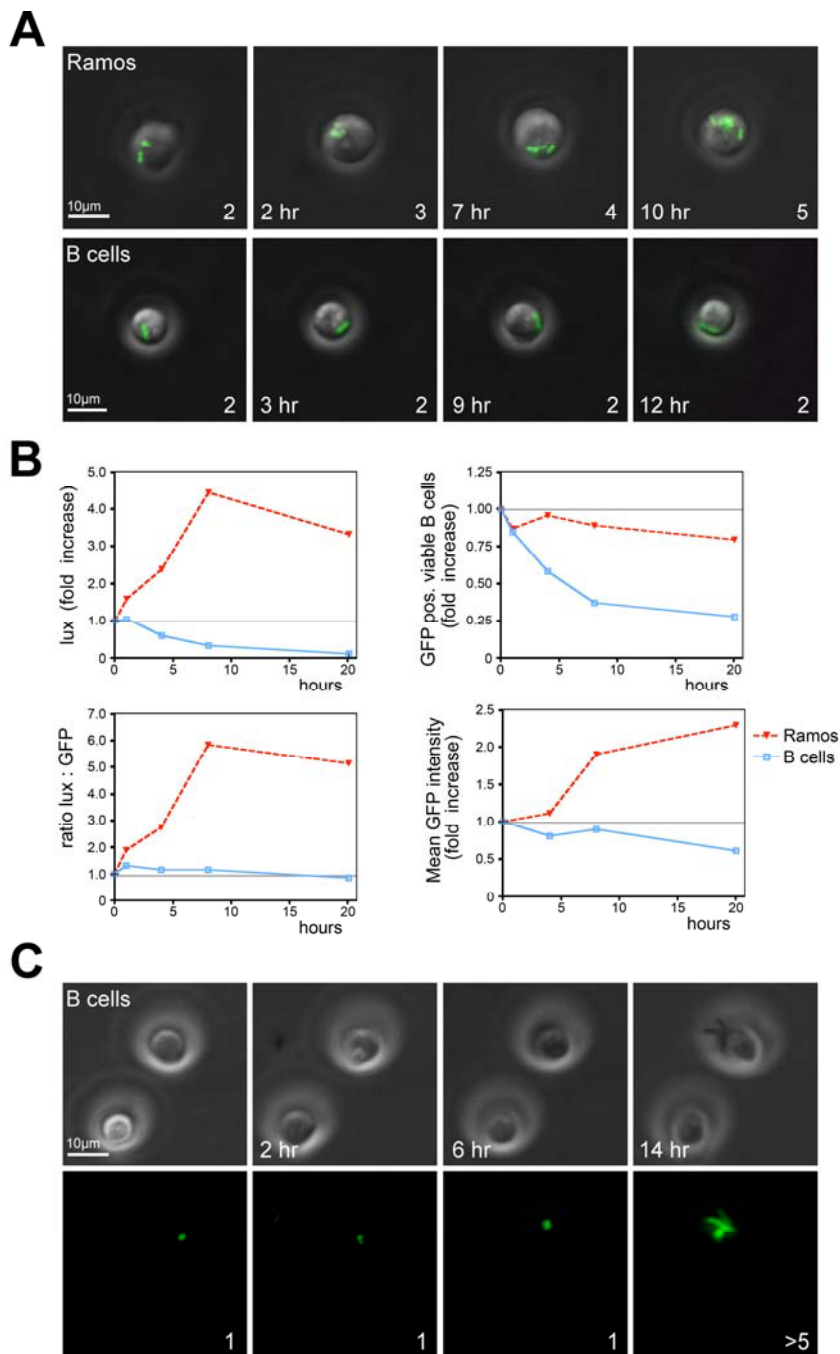 A
Ramos
10μm
2
2 hr
3
7 hr
4
10 hr
5
B cells
10μm
2
3 hr
2
9 hr
2
12 hr
2
B
lux (fold increase)
5.0
4.0
3.0
2.0
1.0
0
0
5
10
15
20
hours
GFP pos. viable B cells
(fold increase)
1.25
1.00
0.75
0.50
0.25
0
0
5
10
15
20
hours
ratio lux : GFP
7.0
6.0
5.0
4.0
3.0
2.0
1.0
0
0
5
10
15
20
hours
Mean GFP intensity
(fold increase)
2.5
2.0
1.5
1.0
0.5
0
0
5
10
15
20
hours
Ramos
B cells
C
B cells
10μm
2 hr
6 hr
14 hr
1
1
1
>5